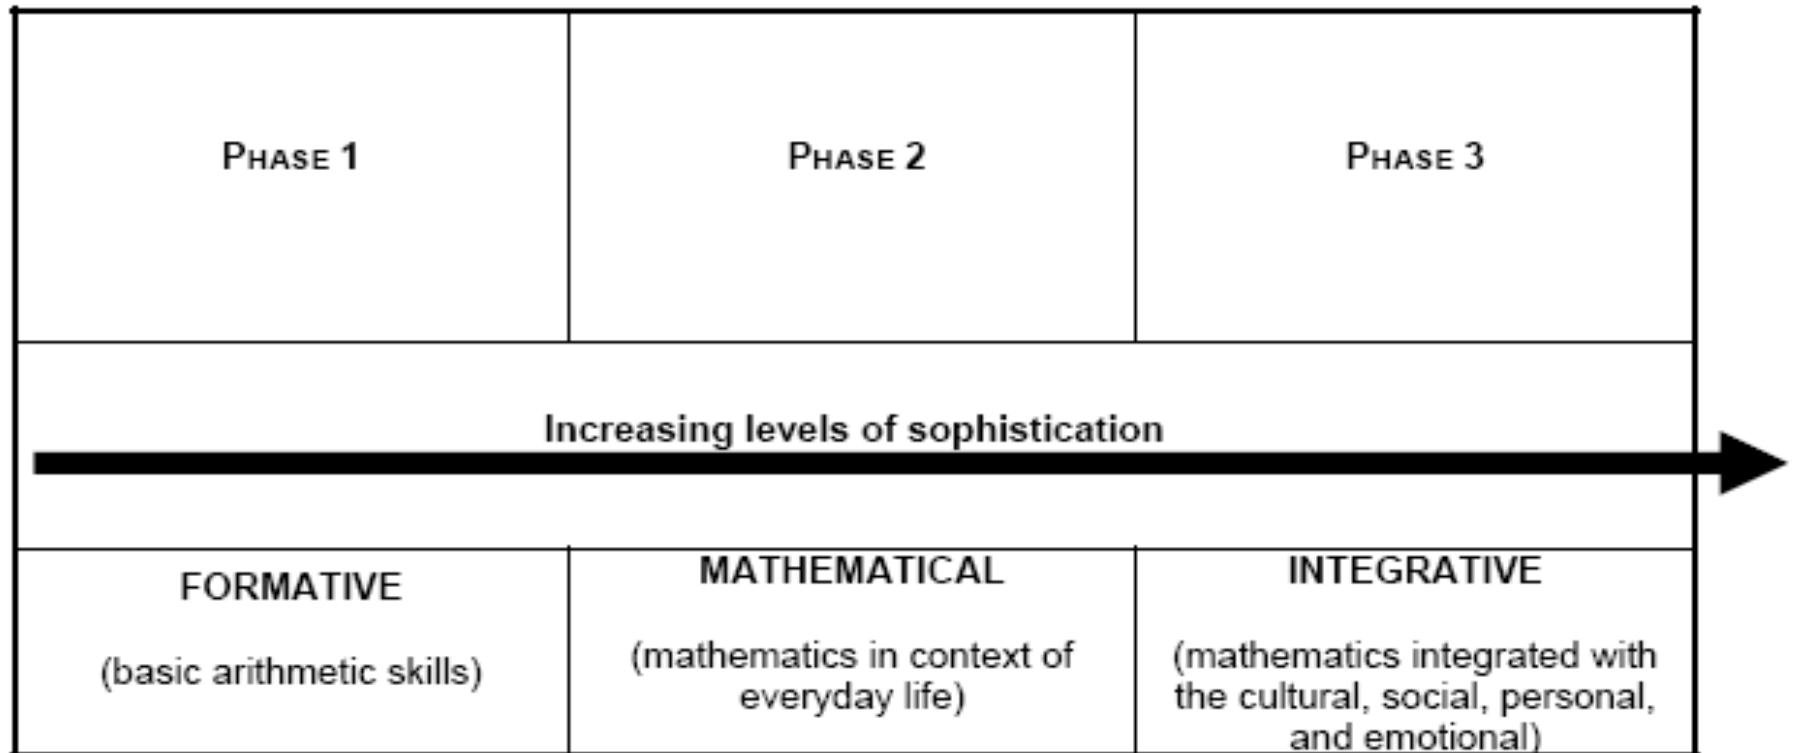 PHASE 1
PHASE 2
PHASE 3
Increasing levels of sophistication
FORMATIVE
(basic arithmetic skills)
MATHEMATICAL
(mathematics in context of
everyday life)
INTEGRATIVE
(mathematics integrated with
the cultural, social, personal,
and emotional)